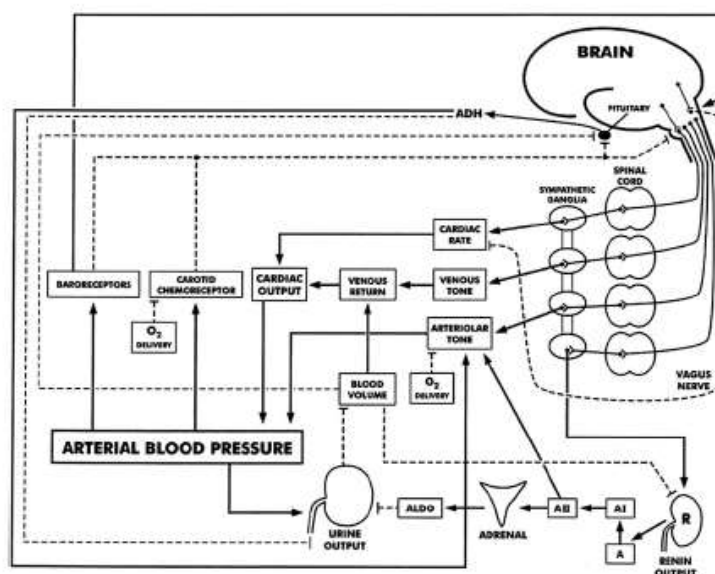 BRAIN
PITUITARY
ADH
SPINAL
CORD
SYMPATHETIC
GANGLIA
CARDIAC
RATE
BARORECEPTORS
CAROTID
CHEMORECEPTOR
CARDIAC
OUTPUT
VENOUS
RETURN
VENOUS
TONE
O2
DELIVERY
ARTERIOLAR
TONE
BLOOD
VOLUME
O2
DELIVERY
VAGUS
NERVE
ARTERIAL BLOOD PRESSURE
URINE
OUTPUT
ALDO
ADRENAL
AII
AI
A
R
RENIN
OUTPUT